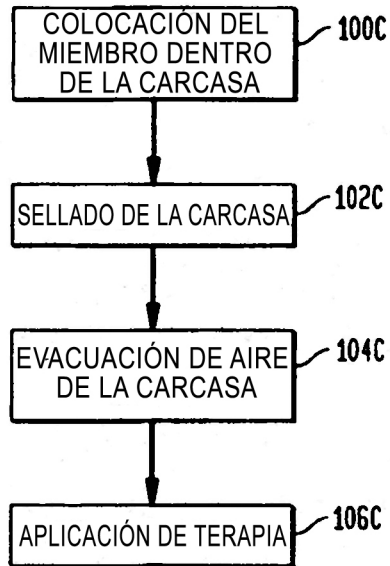 COLOCACIÓN DEL
MIEMBRO DENTRO
DE LA CARCASA
100C
SELLADO DE LA CARCASA
102C
EVACUACIÓN DE AIRE
DE LA CARCASA
104C
APLICACIÓN DE TERAPIA
106C